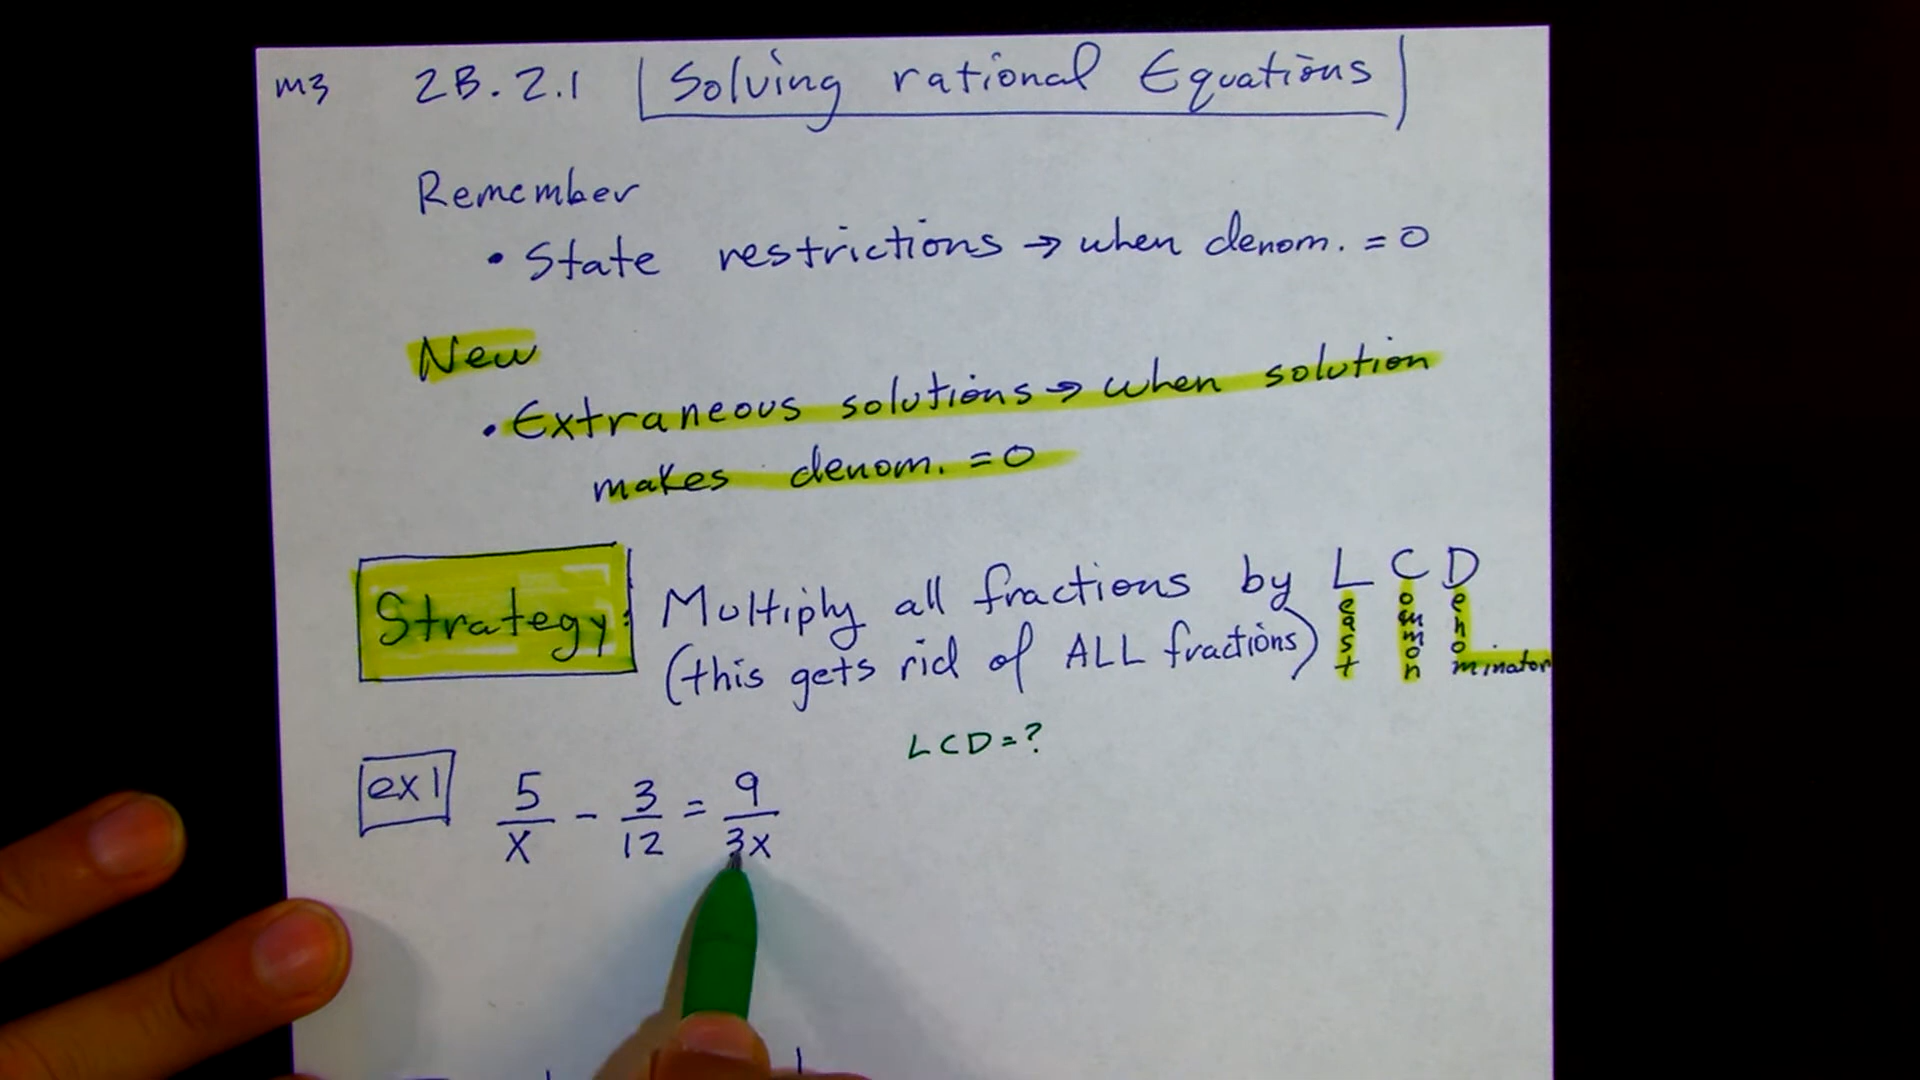 m3 2B.2.1 Solving rational Equations
Remember
• State restrictions → when denom. = 0
New
• Extraneous solutions → when solution
makes denom. = 0
Strategy: Multiply all fractions by LCD
(this gets rid of ALL fractions)
Least Common Denominator
LCD = ?
ex1 5/x - 3/12 = 9/3x